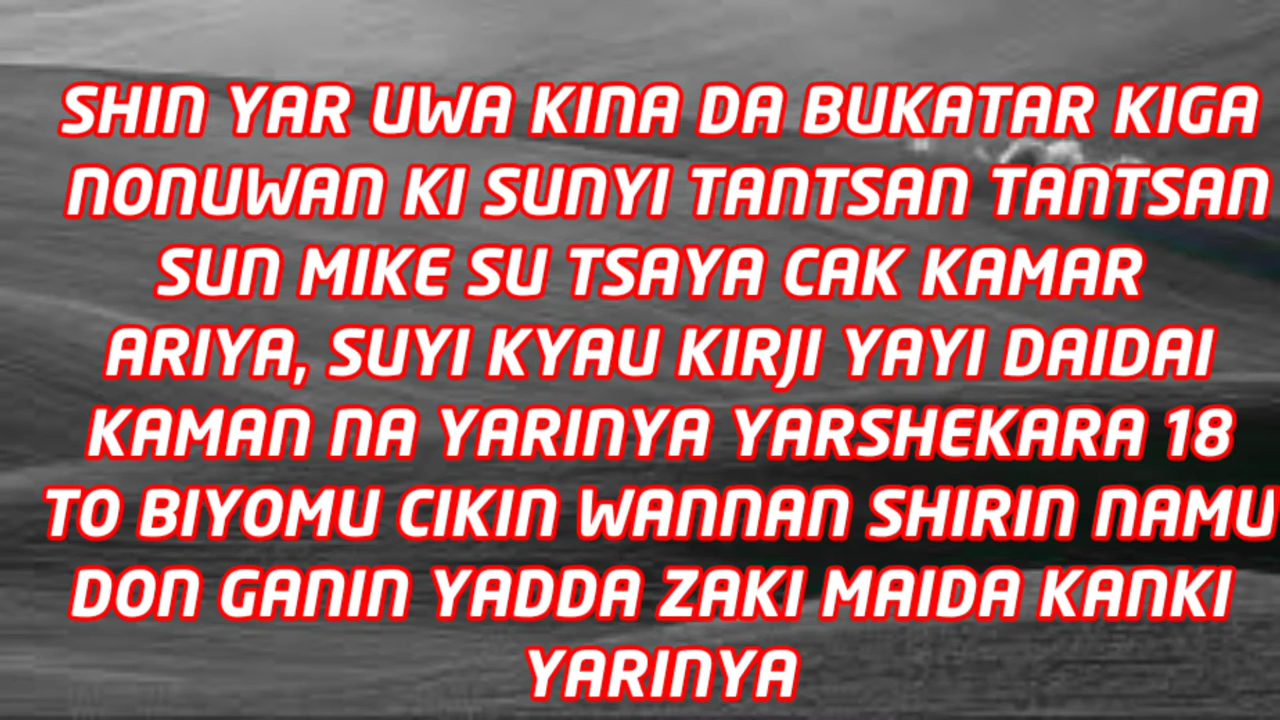 SHIN YAR UWA KINA DA BUKATAR KIGA
NONUWAN KI SUNYI TANTSAN TANTSAN
SUN MIKE SU TSAYA CAK KAMAR
ARIYA, SUYI KYAU KIRJI YAYI DAIDAI
KAMAN NA YARINYA YARSHEKARA 18
TO BIYOMU CIKIN WANNAN SHIRIN NAMU
DON GANIN YADDA ZAKI MAIDA KANKI
YARINYA